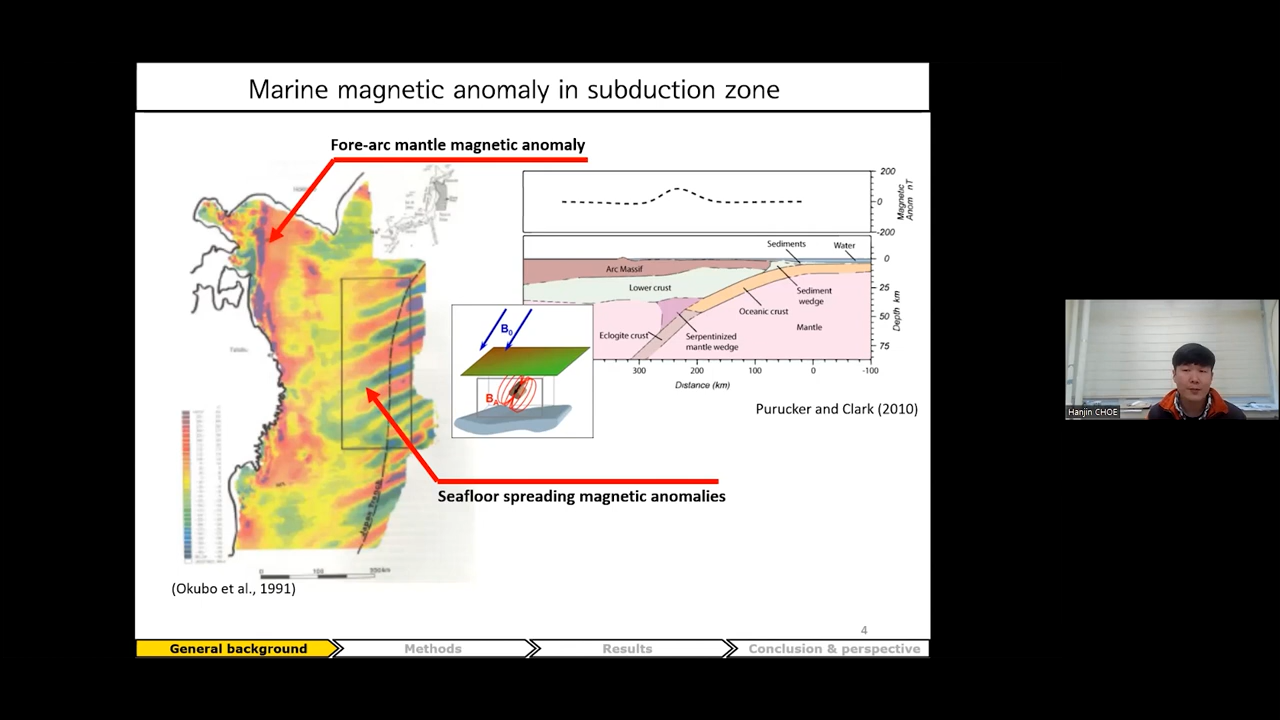 Marine magnetic anomaly in subduction zone
Fore-arc mantle magnetic anomaly
200
0
-200
Magnetic
Anom nT
Sediments
Water
0
Arc Massif
Lower crust
25
Sediment
wedge
Oceanic crust
50
Depth km
B0
Eclogite crust
Serpentinized
mantle wedge
Mantle
75
300
200
100
0
-100
Distance (km)
BA
Purucker and Clark (2010)
Seafloor spreading magnetic anomalies
Japan Trench
100
(Okubo et al., 1991)
4
General background
Methods
Results
Conclusion & perspective
Hanjin CHOE